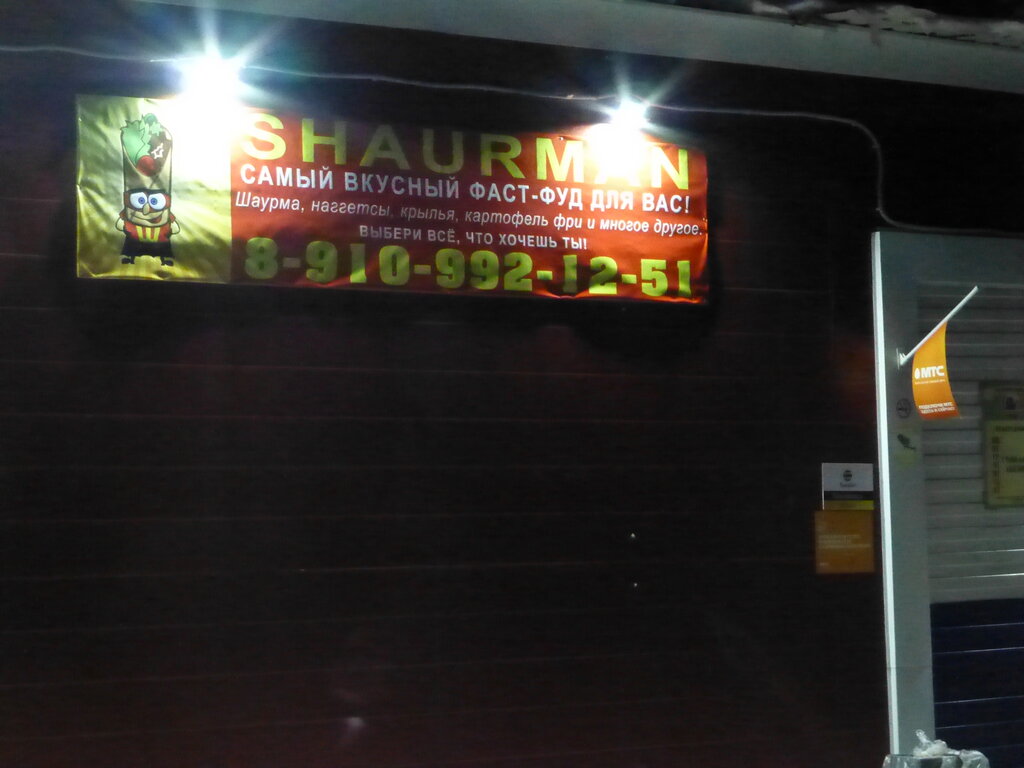 SHAURMAN
САМЫЙ ВКУСНЫЙ ФАСТ-ФУД ДЛЯ ВАС!
Шаурма, наггетсы, крылья, картофель фри и многое другое.
ВЫБЕРИ ВСЁ, ЧТО ХОЧЕШЬ ТЫ!
8-910-992-12-51
МТС